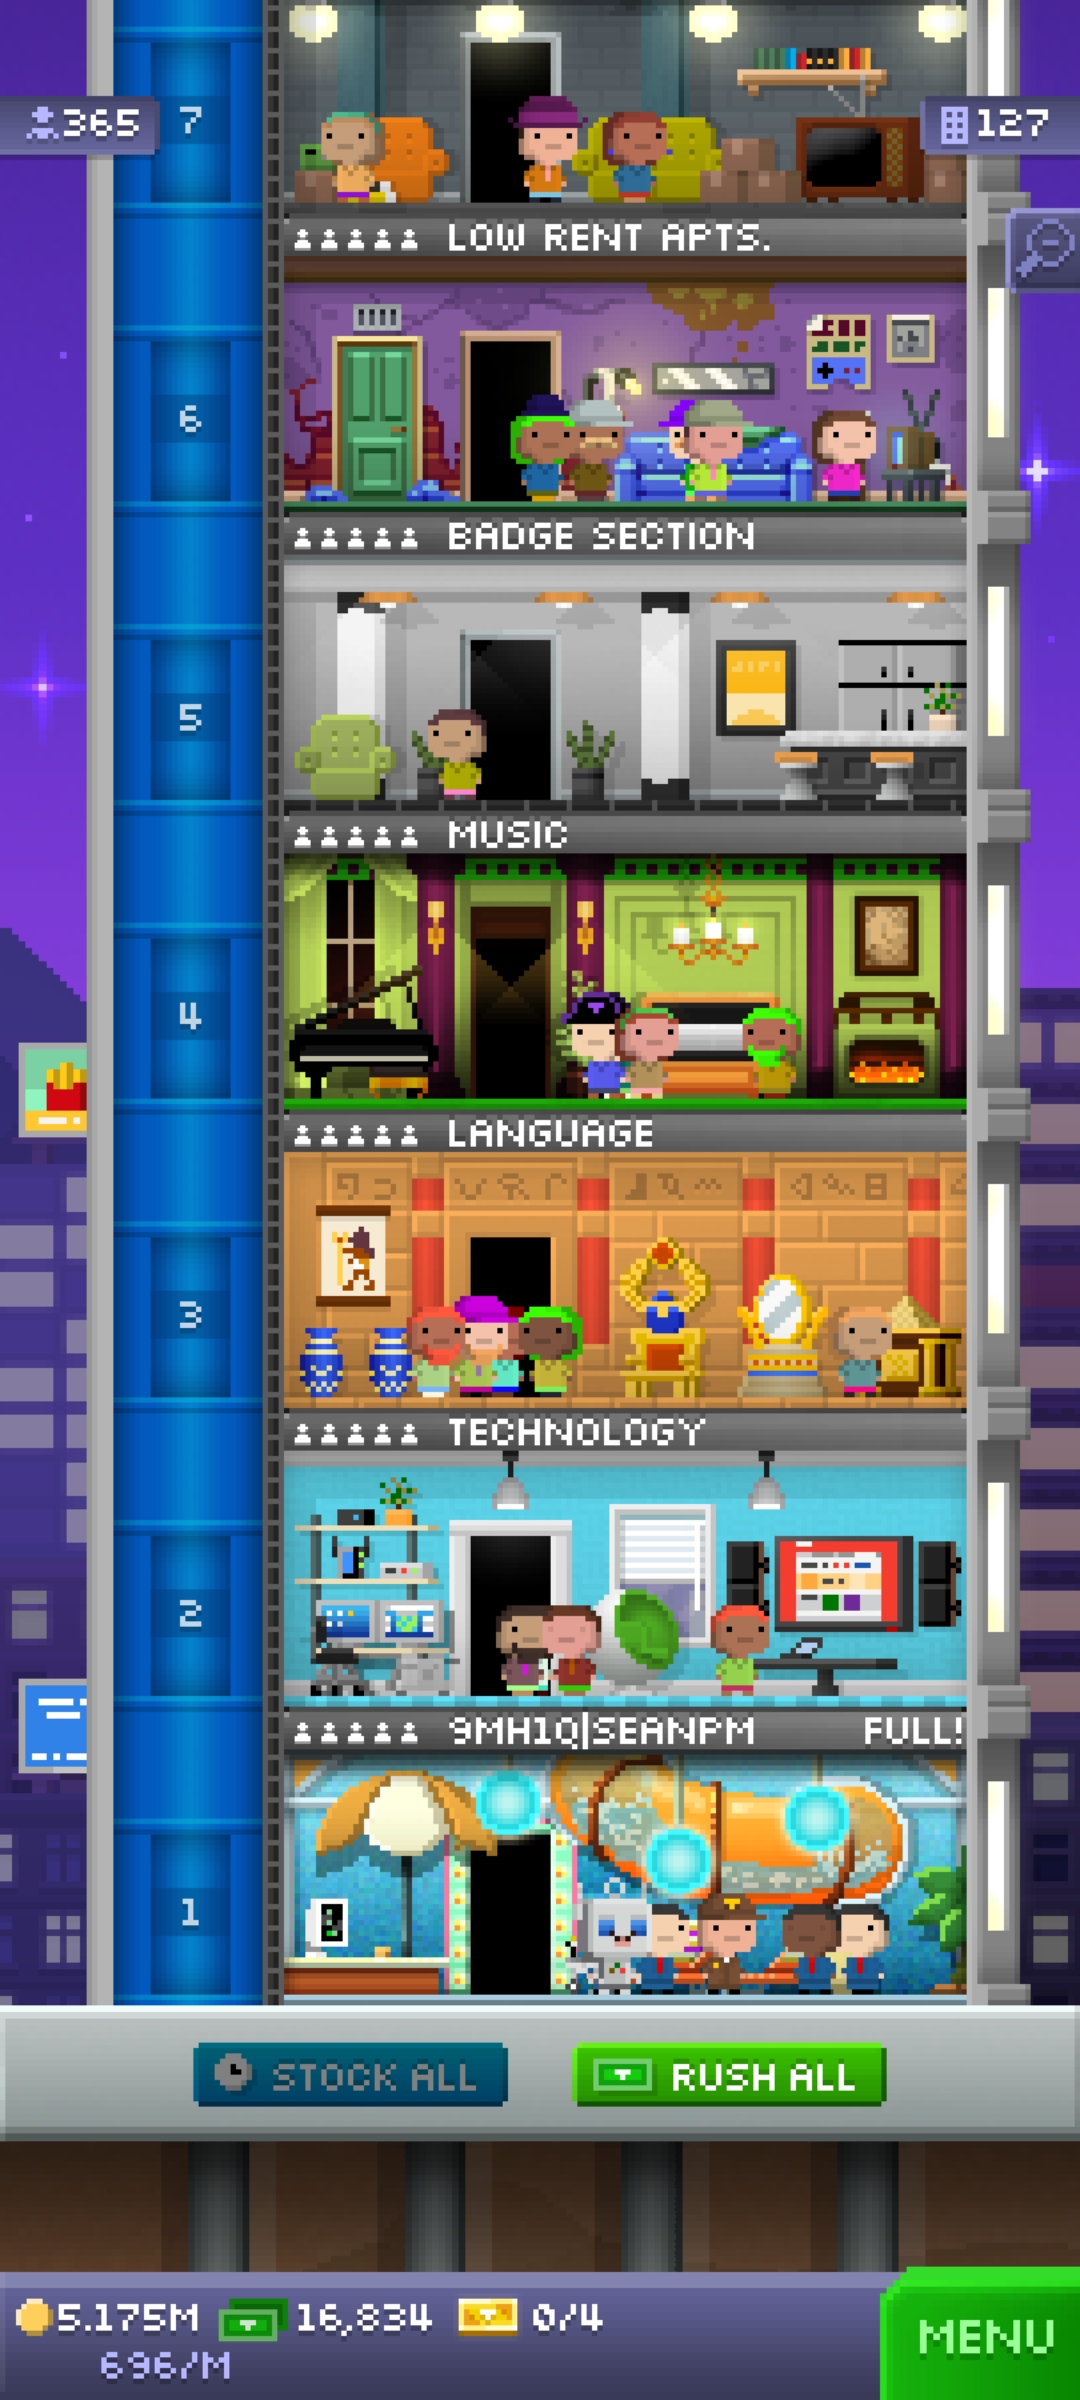 7
365
127
LOW RENT APTS.
6
BADGE SECTION
5
MUSIC
4
LANGUAGE
3
TECHNOLOGY
2
9MH1Q|SEANPM FULL!
1
STOCK ALL
RUSH ALL
5.175M
16,834
0/4
696/M
MENU